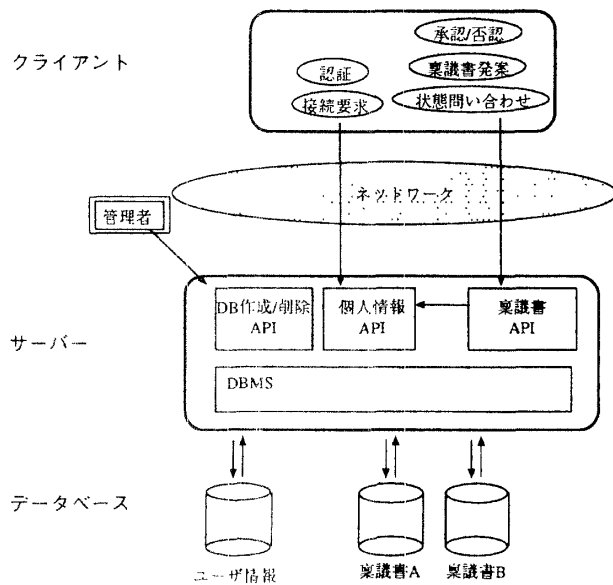 承認/否認
クライアント
認証
稟議書発案
接続要求
状態問い合わせ
ネットワーク
管理者
DB作成/削除
API
個人情報
API
稟議書
API
サーバー
DBMS
データベース
ユーザ情報
稟議書A
稟議書B